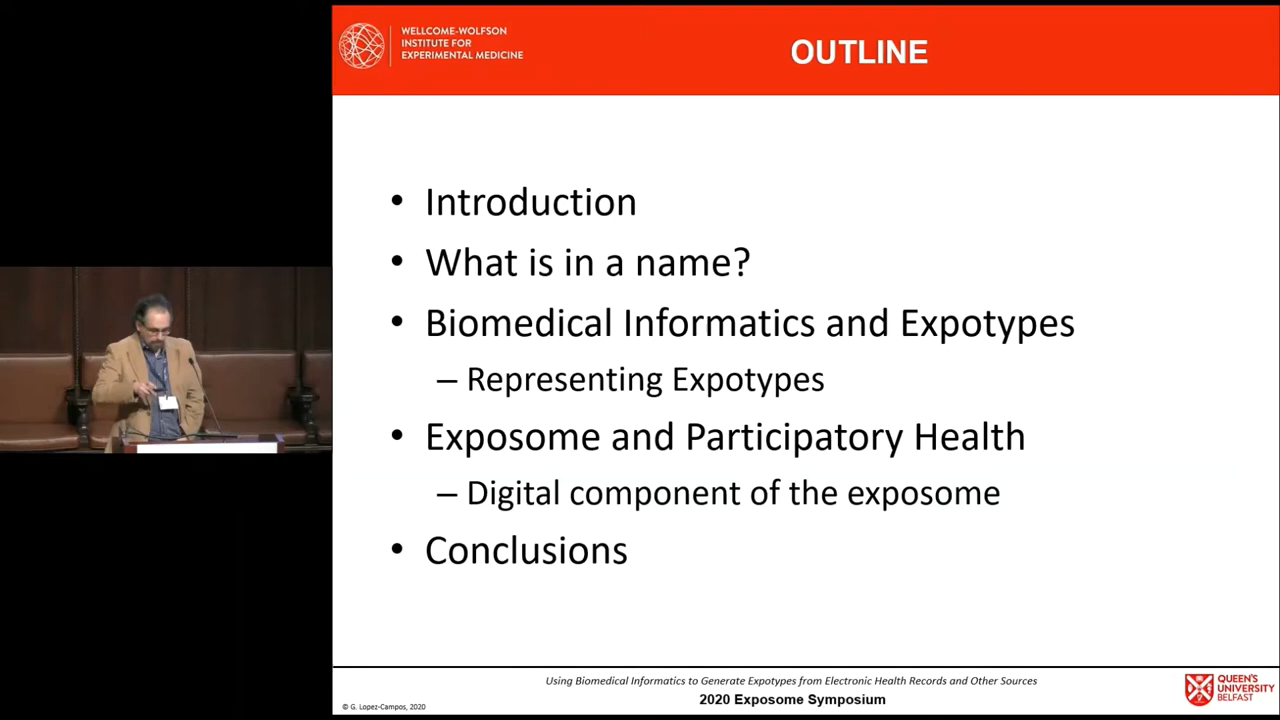 WELLCOME-WOLFSON
INSTITUTE FOR
EXPERIMENTAL MEDICINE
OUTLINE
• Introduction
• What is in a name?
• Biomedical Informatics and Expotypes
– Representing Expotypes
• Exposome and Participatory Health
– Digital component of the exposome
• Conclusions
Using Biomedical Informatics to Generate Expotypes from Electronic Health Records and Other Sources
2020 Exposome Symposium
© G. Lopez-Campos, 2020
QUEEN'S
UNIVERSITY
BELFAST